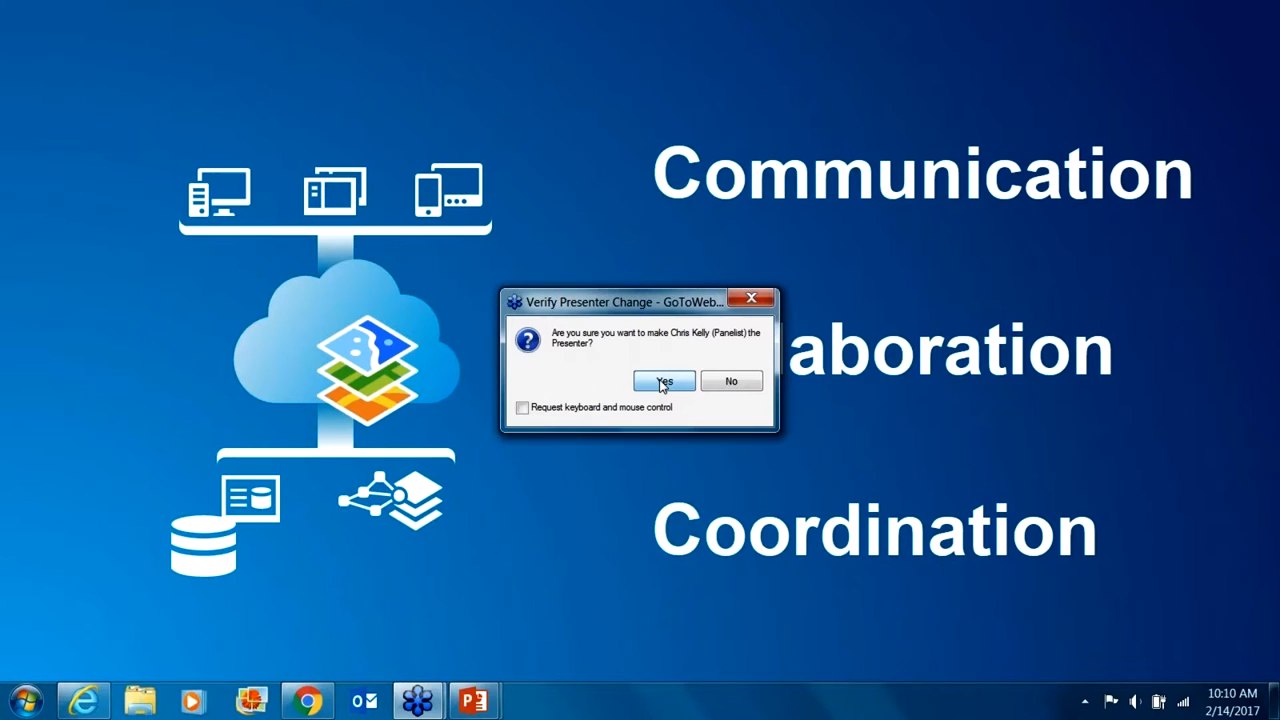 Communication
Verify Presenter Change - GoToWeb...
Are you sure you want to make Chris Kelly (Panelist) the
Presenter?
aboration
Yes
No
Request keyboard and mouse control
Coordination
10:10 AM
2/14/2017